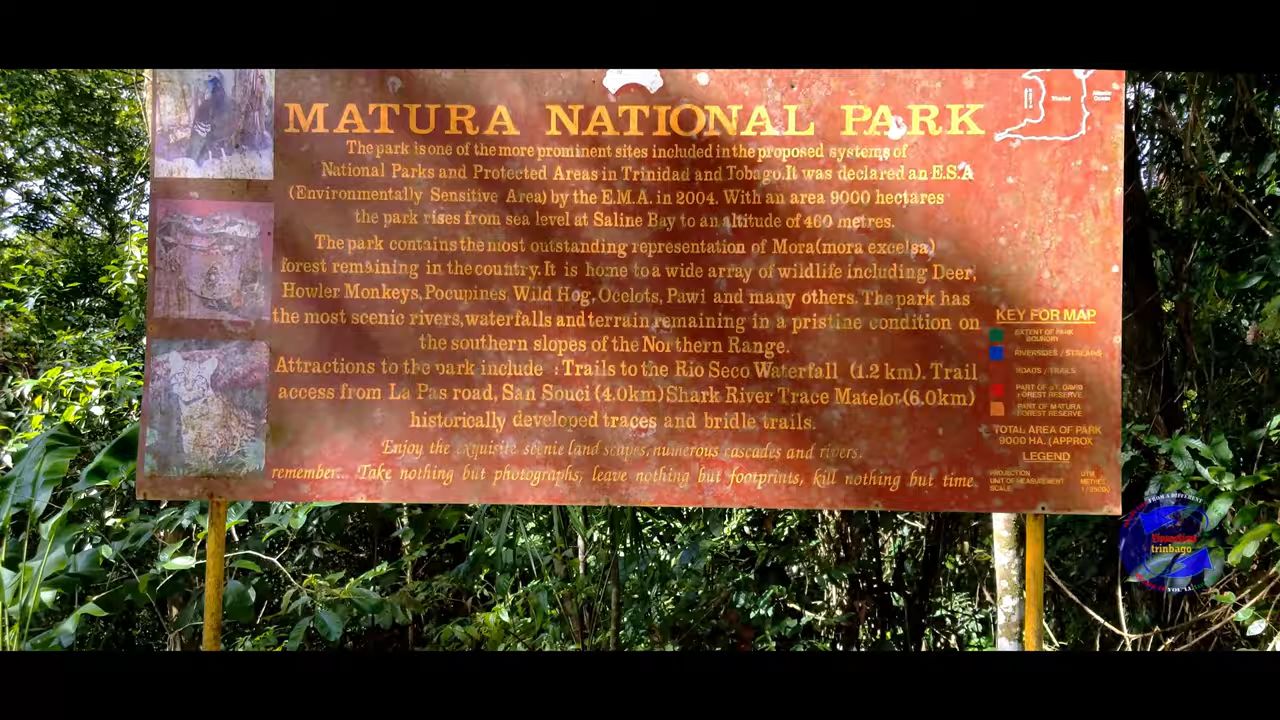 MATURA NATIONAL PARK
The park is one of the more prominent sites included in the proposed systems of
National Parks and Protected Areas in Trinidad and Tobago. It was declared an E.S.A
(Environmentally Sensitive Area) by the E.M.A. in 2004. With an area 9000 hectares
the park rises from sea level at Saline Bay to an altitude of 460 metres.
The park contains the most outstanding representation of Mora (mora excelsa)
forest remaining in the country. It is home to a wide array of wildlife including Deer,
Howler Monkeys, Pocupines, Wild Hog, Ocelots, Pawi and many others. The park has
the most scenic rivers, waterfalls and terrain remaining in a pristine condition on
the southern slopes of the Northern Range.
Attractions to the park include : Trails to the Rio Seco Waterfall (1.2 km). Trail
access from La Pas road, San Souci (4.0km) Shark River Trace Matelot (6.0km)
historically developed traces and bridle trails.
Enjoy the exquisite scenic land scapes, numerous cascades and rivers.
remember... Take nothing but photographs, leave nothing but footprints, kill nothing but time.
Trinidad
Atlantic
Ocean
KEY FOR MAP
EXTENT OF PARK
BOUNDRY
RIVERSIDES / STREAMS
ROADS / TRAILS
PART OF ST. DAVID
FOREST RESERVE
PART OF MATURA
FOREST RESERVE
TOTAL AREA OF PARK
9000 HA. (APPROX
LEGEND
PROJECTION UTM
UNIT OF MEASUREMENT METRES
SCALE 1 / 25000
FROM A DIFFERENT
trinbago